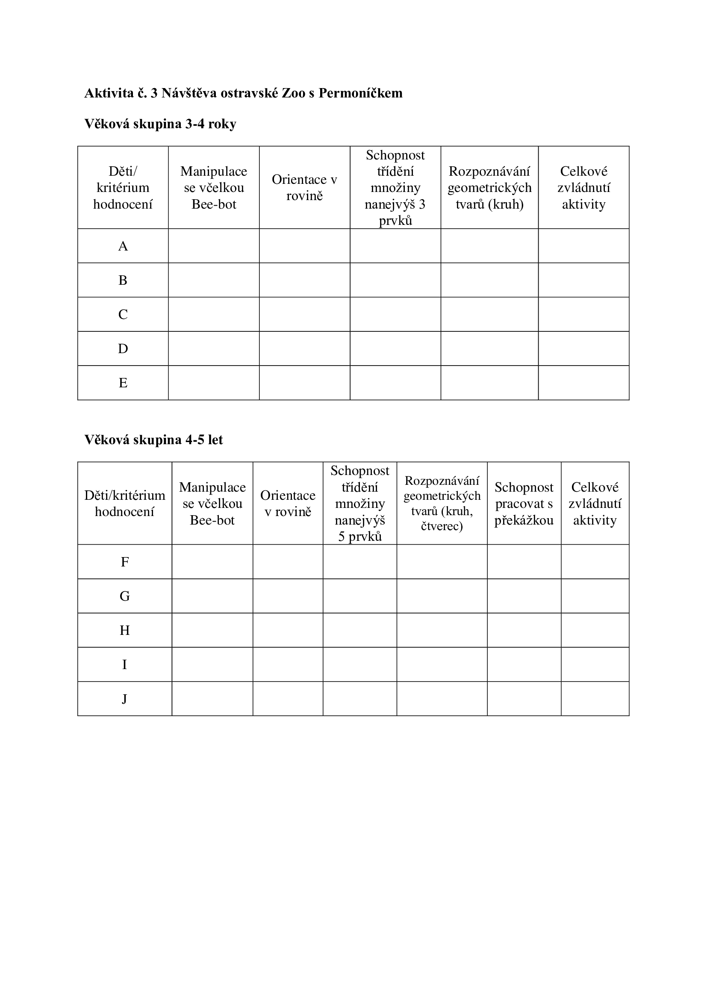 Aktivita č. 3 Návštěva ostravské Zoo s Permoníčkem
Věková skupina 3-4 roky
Děti/
kritérium
hodnocení
Manipulace
se včelkou
Bee-bot
Orientace v
rovině
Schopnost
třídění
množiny
nanejvýš 3
prvků
Rozpoznávání
geometrických
tvarů (kruh)
Celkové
zvládnutí
aktivity
A
B
C
D
E
Věková skupina 4-5 let
Děti/kritérium
hodnocení
Manipulace
se včelkou
Bee-bot
Orientace
v rovině
Schopnost
třídění
množiny
nanejvýš
5 prvků
Rozpoznávání
geometrických
tvarů (kruh,
čtverec)
Schopnost
pracovat s
překážkou
Celkové
zvládnutí
aktivity
F
G
H
I
J